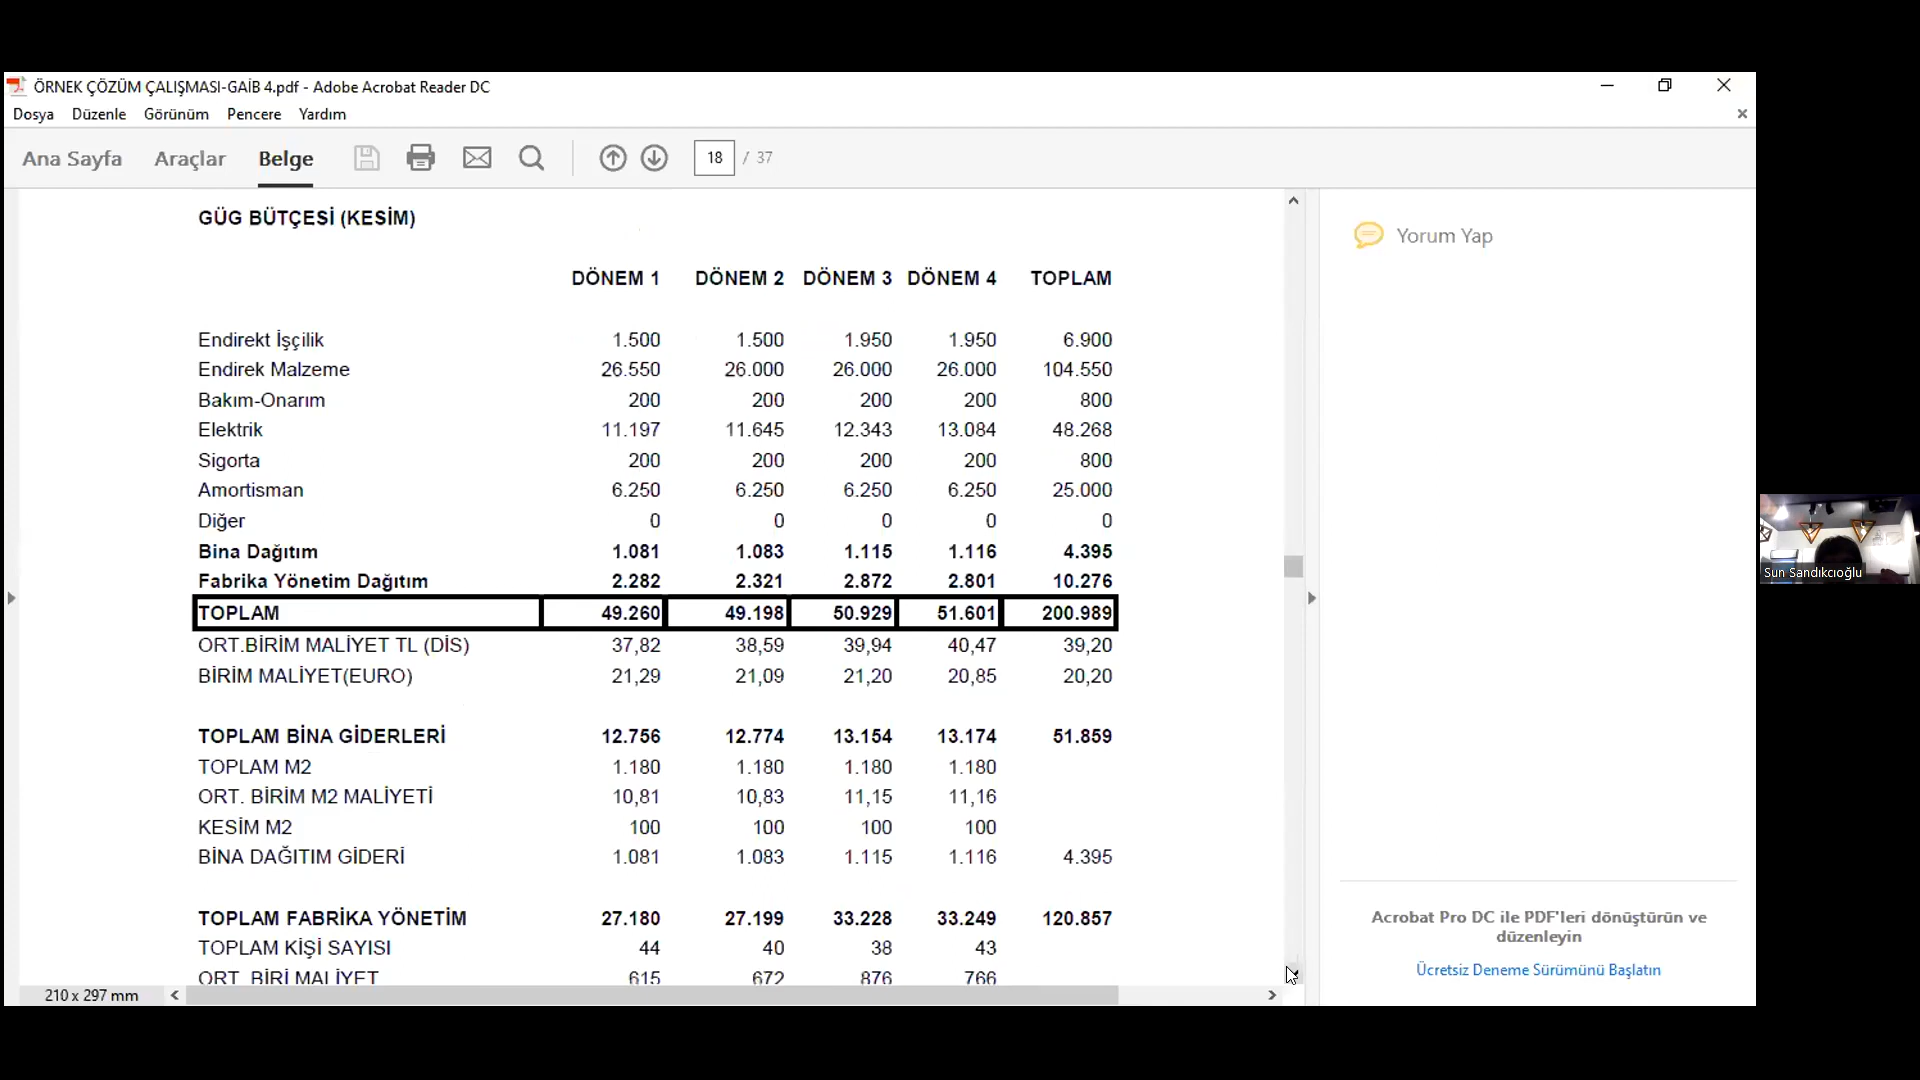 ÖRNEK ÇÖZÜM ÇALIŞMASI-GAİB 4.pdf - Adobe Acrobat Reader DC
Dosya Düzenle Görünüm Pencere Yardım
Ana Sayfa Araçlar Belge 18 / 37
GÜG BÜTÇESİ (KESİM)
DÖNEM 1 DÖNEM 2 DÖNEM 3 DÖNEM 4 TOPLAM
Endirekt İşçilik 1.500 1.500 1.950 1.950 6.900
Endirek Malzeme 26.550 26.000 26.000 26.000 104.550
Bakım-Onarım 200 200 200 200 800
Elektrik 11.197 11.645 12.343 13.084 48.268
Sigorta 200 200 200 200 800
Amortisman 6.250 6.250 6.250 6.250 25.000
Diğer 0 0 0 0 0
Bina Dağıtım 1.081 1.083 1.115 1.116 4.395
Fabrika Yönetim Dağıtım 2.282 2.321 2.872 2.801 10.276
TOPLAM 49.260 49.198 50.929 51.601 200.989
ORT.BİRİM MALİYET TL (DİS) 37,82 38,59 39,94 40,47 39,20
BİRİM MALİYET(EURO) 21,29 21,09 21,20 20,85 20,20
TOPLAM BİNA GİDERLERİ 12.756 12.774 13.154 13.174 51.859
TOPLAM M2 1.180 1.180 1.180 1.180
ORT. BİRİM M2 MALİYETİ 10,81 10,83 11,15 11,16
KESİM M2 100 100 100 100
BİNA DAĞITIM GİDERİ 1.081 1.083 1.115 1.116 4.395
TOPLAM FABRİKA YÖNETİM 27.180 27.199 33.228 33.249 120.857
TOPLAM KİŞİ SAYISI 44 40 38 43
ORT. BİRİ MALİYET 615 672 876 766
210 x 297 mm
Yorum Yap
Acrobat Pro DC ile PDF'leri dönüştürün ve
düzenleyin
Ücretsiz Deneme Sürümünü Başlatın
Sun Sandıkcıoğlu